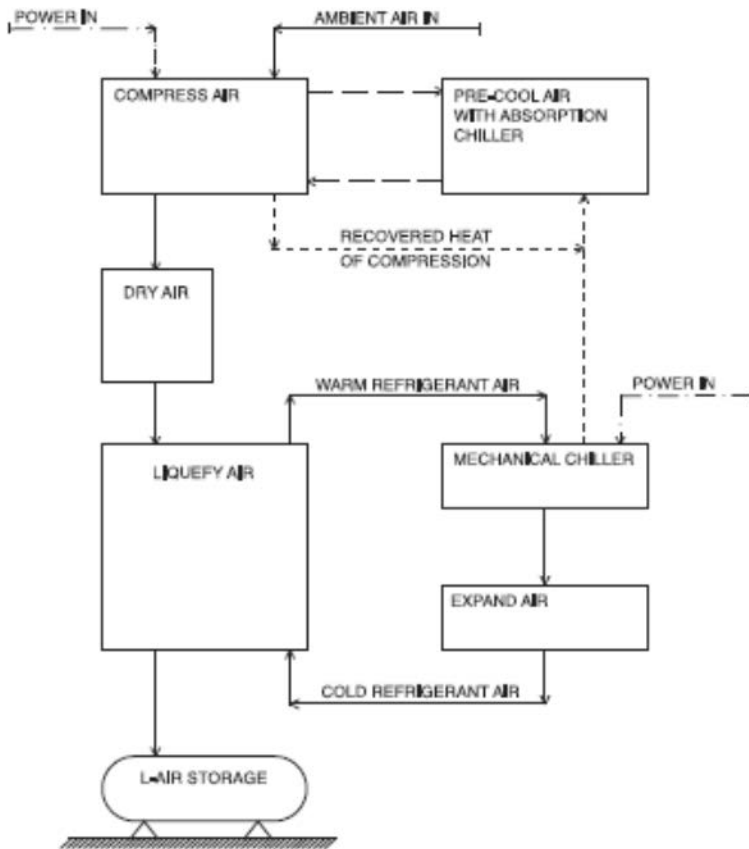 POWER IN
AMBIENT AIR IN
COMPRESS AIR
PRE-COOL AIR
WITH ABSORPTION
CHILLER
RECOVERED HEAT
OF COMPRESSION
DRY AIR
WARM REFRIGERANT AIR
POWER IN
LIQUEFY AIR
MECHANICAL CHILLER
EXPAND AIR
COLD REFRIGERANT AIR
L-AIR STORAGE